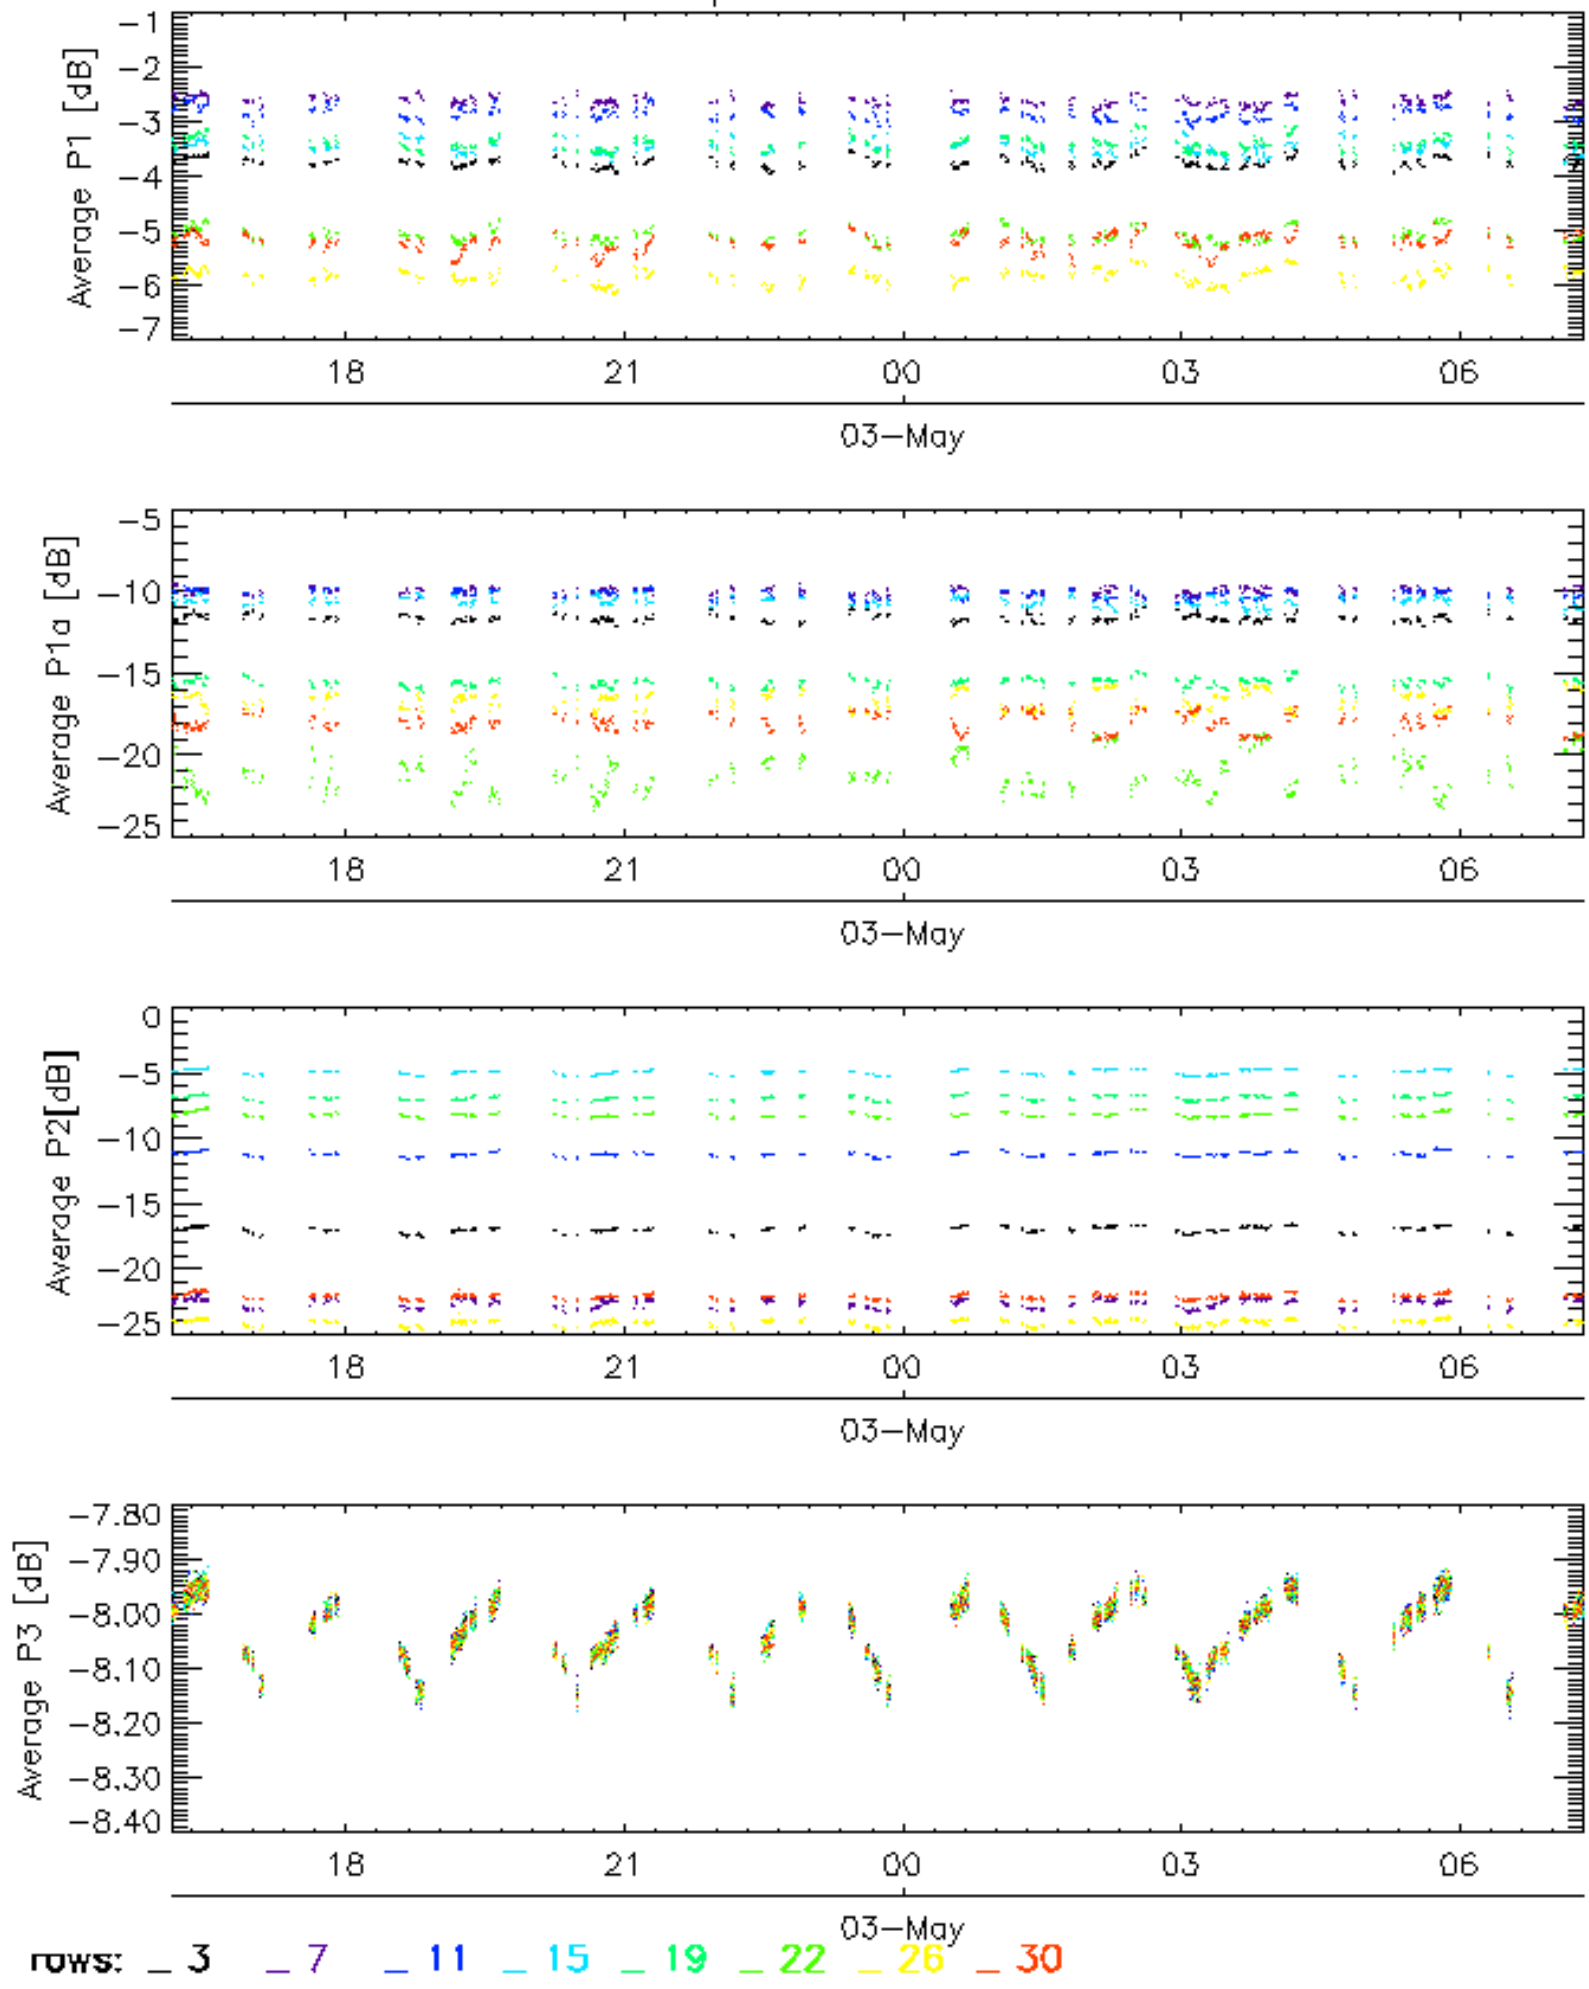 Average P1 [dB]
-1
-2
-3
-4
-5
-6
-7
18 21 00 03 06
03-May
Average P1a [dB]
-5
-10
-15
-20
-25
18 21 00 03 06
03-May
Average P2[dB]
0
-5
-10
-15
-20
-25
18 21 00 03 06
03-May
Average P3 [dB]
-7.80
-7.90
-8.00
-8.10
-8.20
-8.30
-8.40
18 21 00 03 06
03-May
rows: _ 3 _ 7 _ 11 _ 15 _ 19 _ 22 _ 26 _ 30